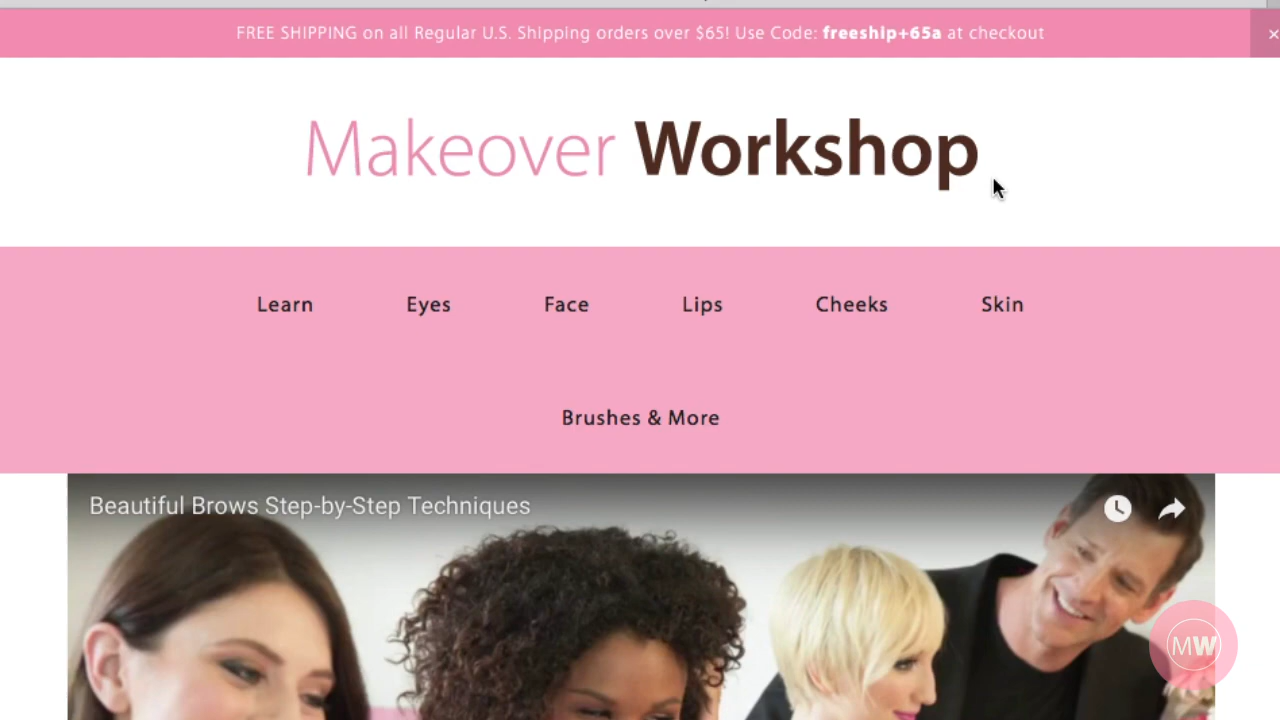 FREE SHIPPING on all Regular U.S. Shipping orders over $65! Use Code: freeship+65a at checkout
×
Makeover Workshop
Learn Eyes Face Lips Cheeks Skin
Brushes & More
Beautiful Brows Step-by-Step Techniques
MW